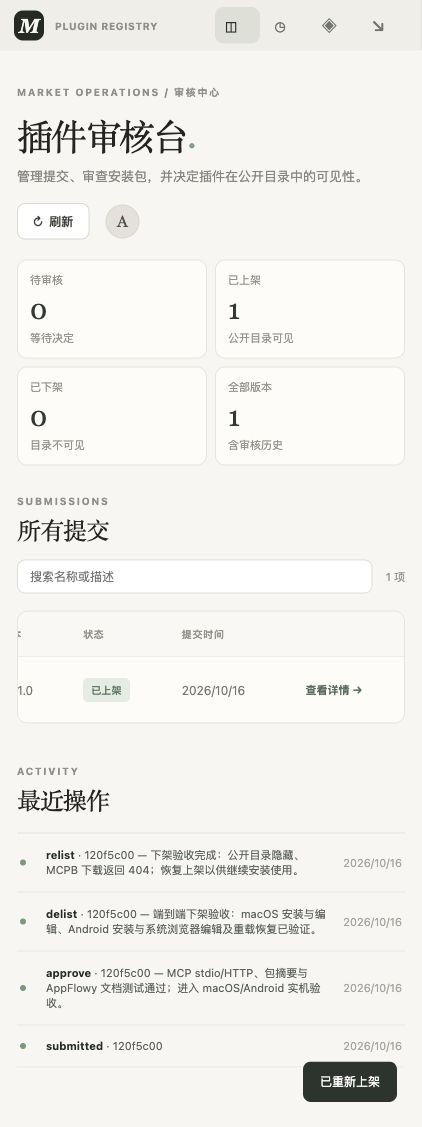 M PLUGIN REGISTRY
MARKET OPERATIONS / 审核中心
插件审核台.
管理提交、审查安装包，并决定插件在公开目录中的可见性。
刷新 A
待审核
0
等待决定
已上架
1
公开目录可见
已下架
0
目录不可见
全部版本
1
含审核历史
SUBMISSIONS
所有提交
搜索名称或描述
1 项
状态 提交时间
1.0 已上架 2026/10/16 查看详情 →
ACTIVITY
最近操作
relist · 120f5c00 — 下架验收完成：公开目录隐藏、
MCPB 下载返回 404；恢复上架以供继续安装使用。
2026/10/16
delist · 120f5c00 — 端到端下架验收：macOS 安装与编
辑、Android 安装与系统浏览器编辑及重载恢复已验证。
2026/10/16
approve · 120f5c00 — MCP stdio/HTTP、包摘要与
AppFlowy 文档测试通过；进入 macOS/Android 实机验
收。
2026/10/16
submitted · 120f5c00
2026/10/16
已重新上架